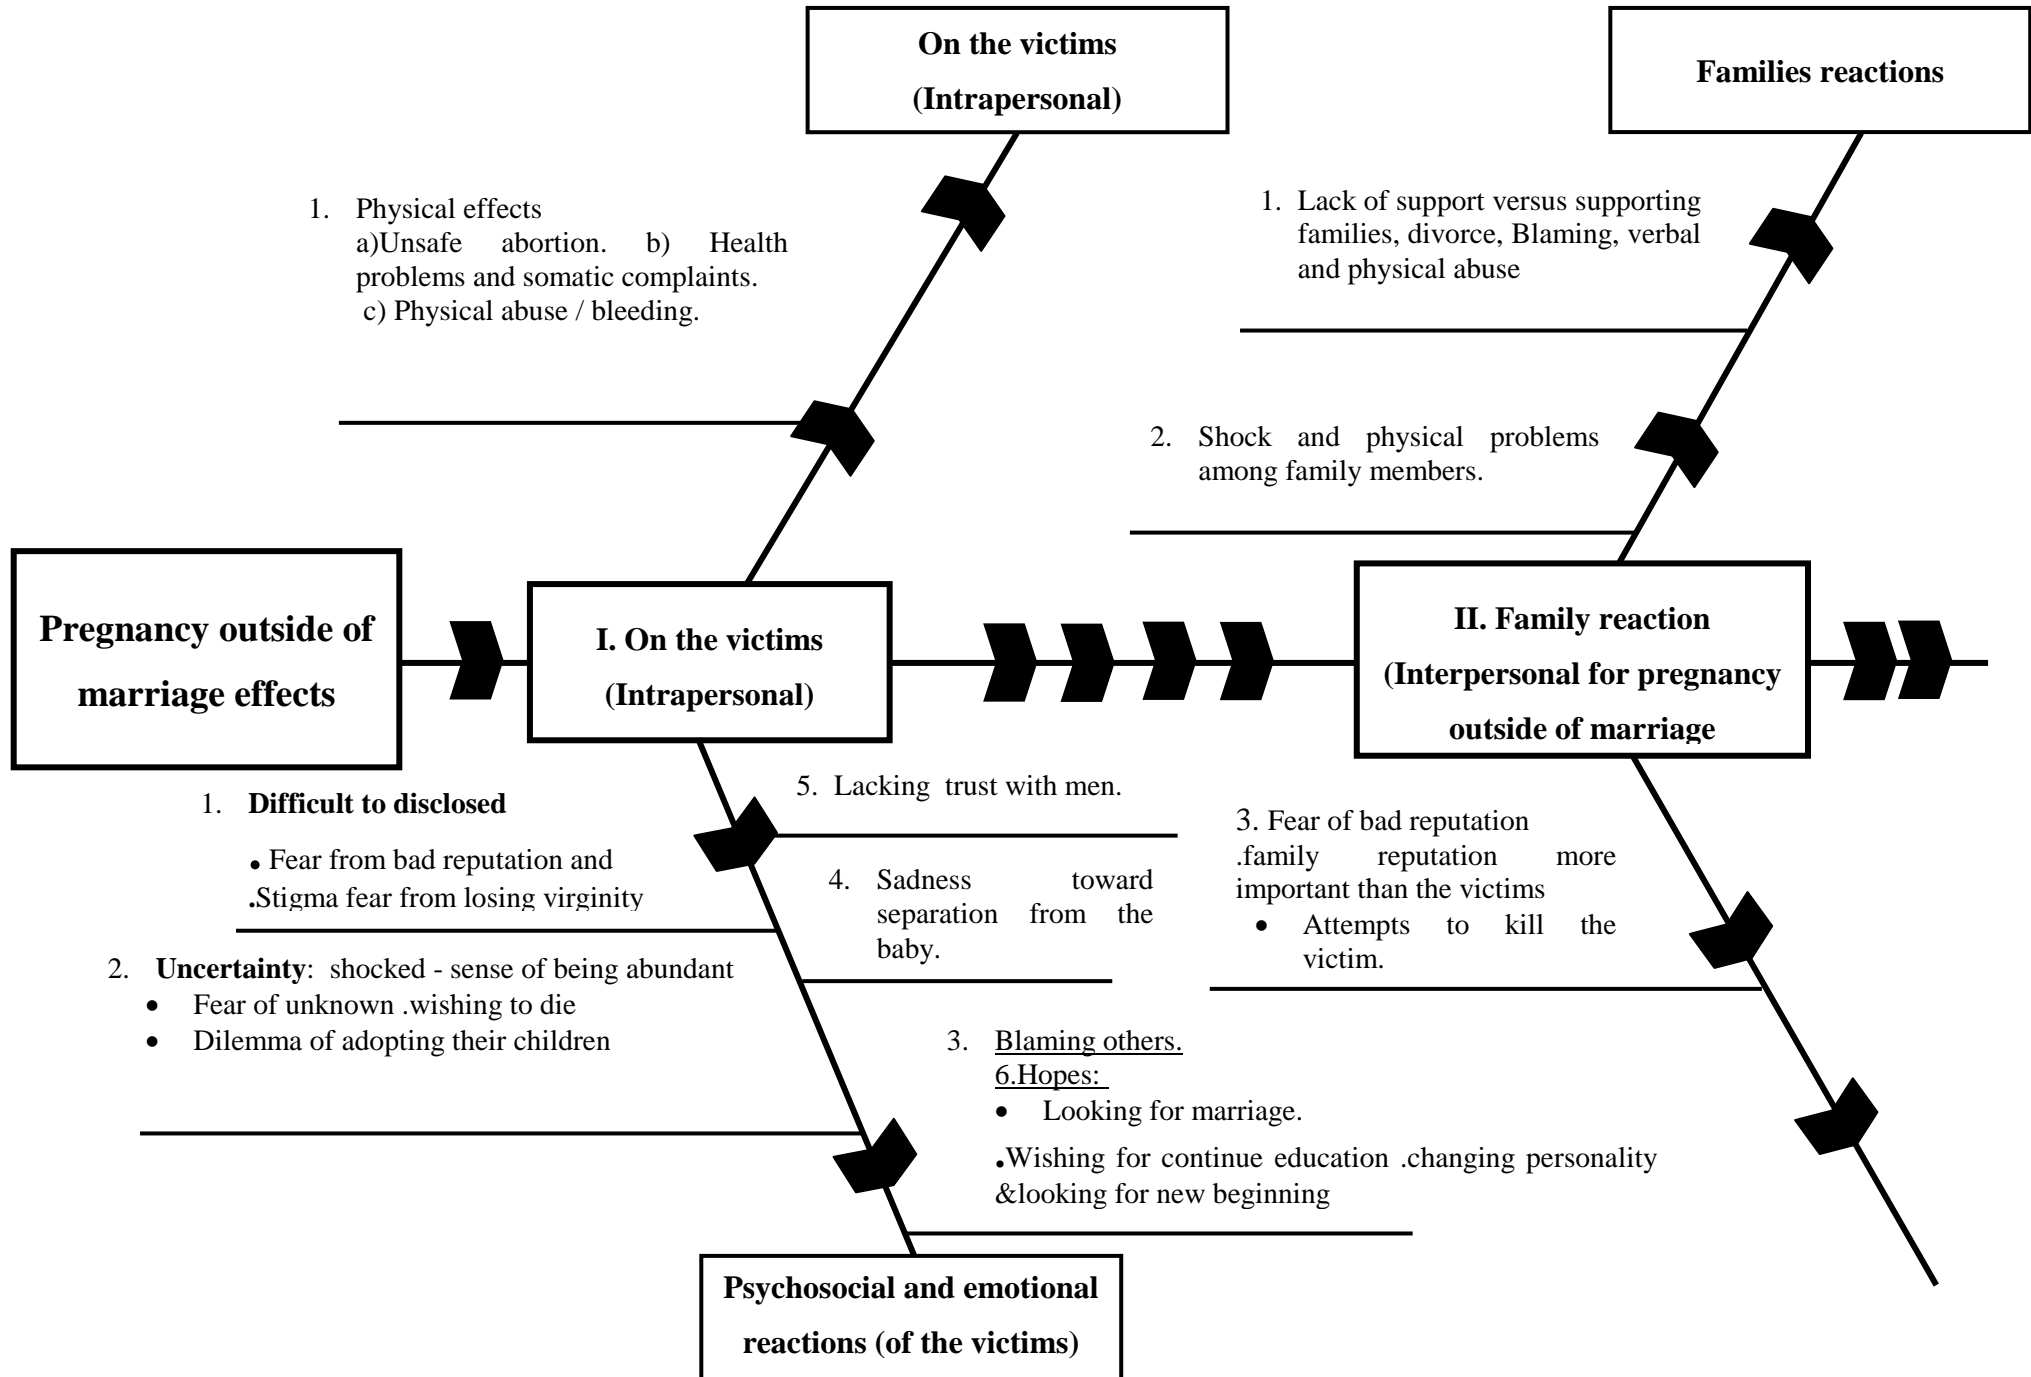 On the victims
(Intrapersonal)
Families reactions
1. Physical effects
a)Unsafe abortion. b) Health
problems and somatic complaints.
c) Physical abuse / bleeding.
1. Lack of support versus supporting
families, divorce, Blaming, verbal
and physical abuse
2. Shock and physical problems
among family members.
Pregnancy outside of
marriage effects
I. On the victims
(Intrapersonal)
II. Family reaction
(Interpersonal for pregnancy
outside of marriage
1. Difficult to disclosed
• Fear from bad reputation and
.Stigma fear from losing virginity
2. Uncertainty: shocked - sense of being abundant
• Fear of unknown .wishing to die
• Dilemma of adopting their children
5. Lacking trust with men.
4. Sadness toward
separation from the
baby.
3. Blaming others.
6.Hopes:
• Looking for marriage.
.Wishing for continue education .changing personality
&looking for new beginning
3. Fear of bad reputation
.family reputation more
important than the victims
• Attempts to kill the
victim.
Psychosocial and emotional
reactions (of the victims)